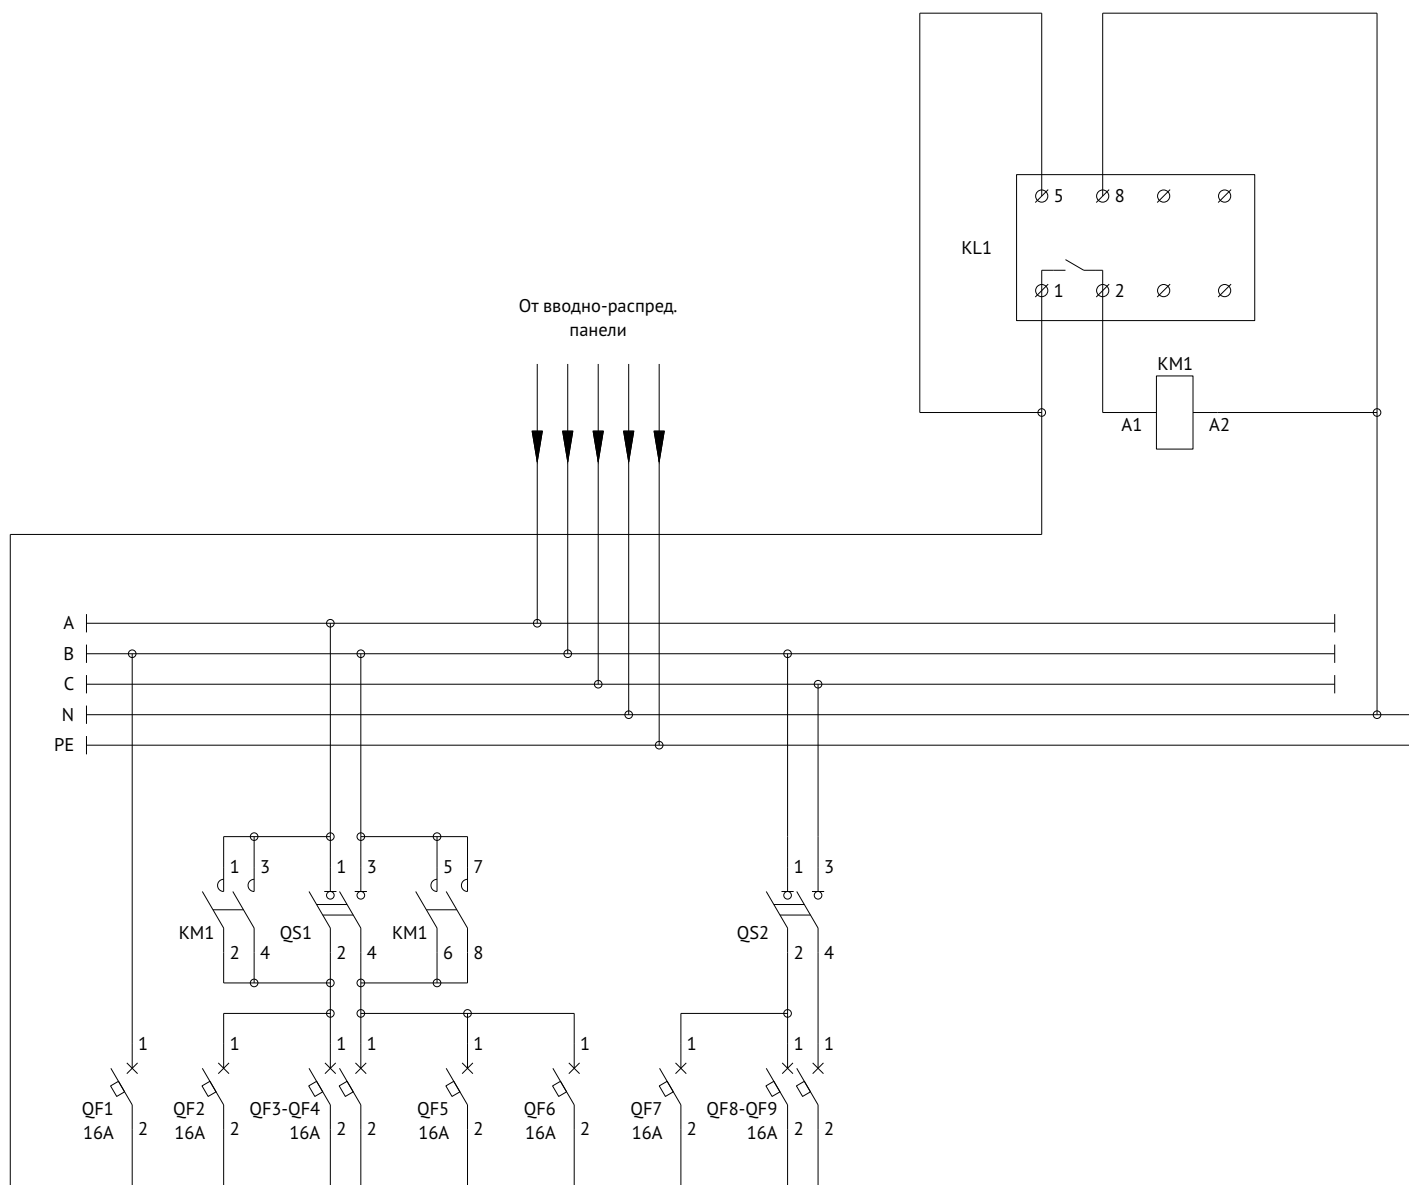 5 8
KL1
1 2
От вводно-распред.
панели
KM1
A1 A2
A
B
C
N
PE
1 3 1 3 5 7 1 3
KM1 QS1 KM1 QS2
2 4 2 4 6 8 2 4
1 1 1 1 1 1 1 1 1
QF1 QF2 QF3-QF4 QF5 QF6 QF7 QF8-QF9
16A 16A 16A 16A 16A 16A 16A
2 2 2 2 2 2 2 2 2